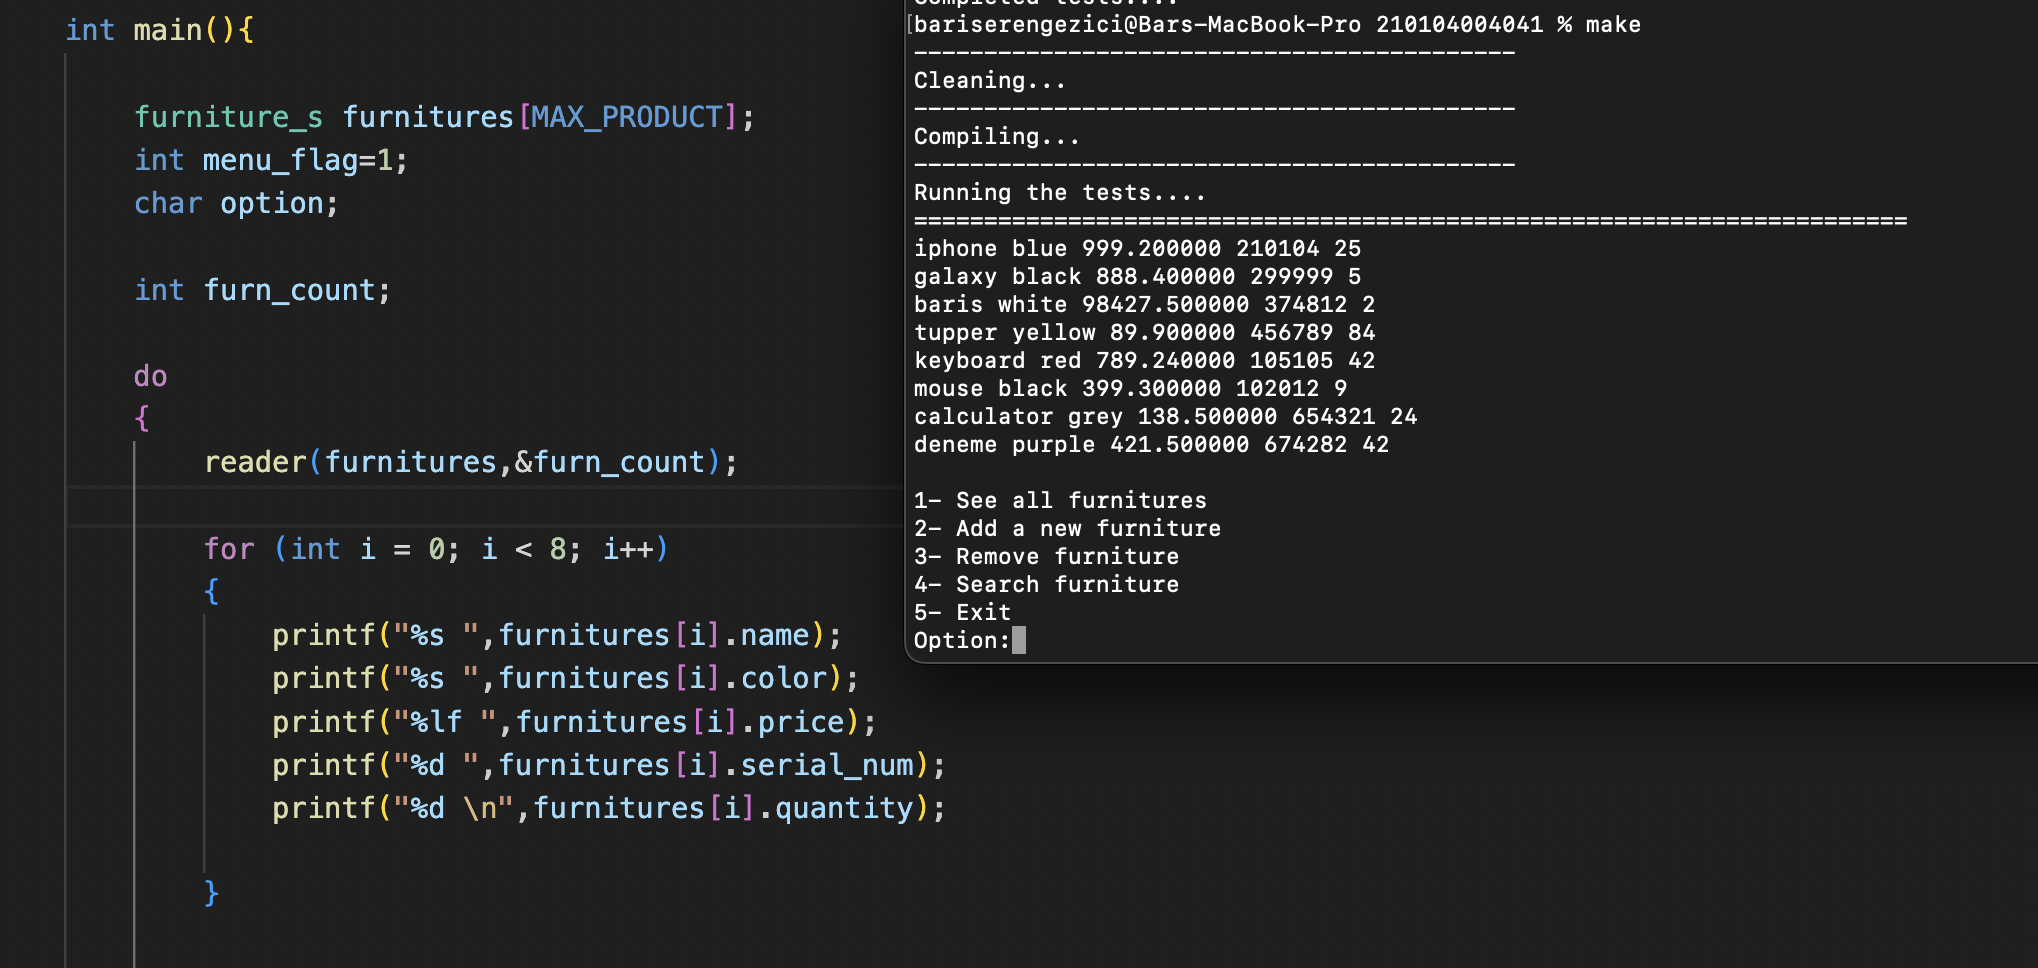 int main(){
furniture_s furnitures[MAX_PRODUCT];
int menu_flag=1;
char option;
int furn_count;
do
{
reader(furnitures,&furn_count);
for (int i = 0; i < 8; i++)
{
printf("%s ",furnitures[i].name);
printf("%s ",furnitures[i].color);
printf("%lf ",furnitures[i].price);
printf("%d ",furnitures[i].serial_num);
printf("%d \n",furnitures[i].quantity);
}
Completed tests....
[bariserengezici@Bars-MacBook-Pro 210104004041 % make
-------------------------------------------
Cleaning...
-------------------------------------------
Compiling...
-------------------------------------------
Running the tests....
=======================================================================
iphone blue 999.200000 210104 25
galaxy black 888.400000 299999 5
baris white 98427.500000 374812 2
tupper yellow 89.900000 456789 84
keyboard red 789.240000 105105 42
mouse black 399.300000 102012 9
calculator grey 138.500000 654321 24
deneme purple 421.500000 674282 42
1- See all furnitures
2- Add a new furniture
3- Remove furniture
4- Search furniture
5- Exit
Option: